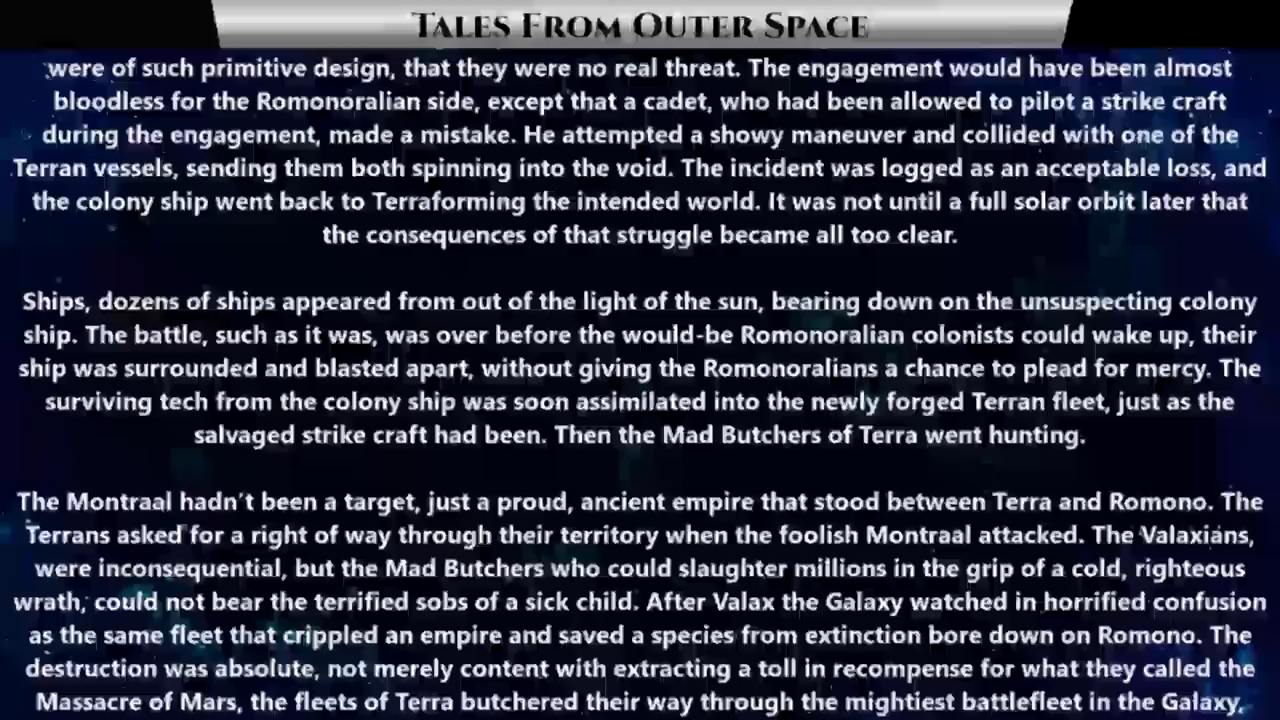 Tales From Outer Space
were of such primitive design, that they were no real threat. The engagement would have been almost
bloodless for the Romonoralian side, except that a cadet, who had been allowed to pilot a strike craft
during the engagement, made a mistake. He attempted a showy maneuver and collided with one of the
Terran vessels, sending them both spinning into the void. The incident was logged as an acceptable loss, and
the colony ship went back to Terraforming the intended world. It was not until a full solar orbit later that
the consequences of that struggle became all too clear.
Ships, dozens of ships appeared from out of the light of the sun, bearing down on the unsuspecting colony
ship. The battle, such as it was, was over before the would-be Romonoralian colonists could wake up, their
ship was surrounded and blasted apart, without giving the Romonoralians a chance to plead for mercy. The
surviving tech from the colony ship was soon assimilated into the newly forged Terran fleet, just as the
salvaged strike craft had been. Then the Mad Butchers of Terra went hunting.
The Montraal hadn't been a target, just a proud, ancient empire that stood between Terra and Romono. The
Terrans asked for a right of way through their territory when the foolish Montraal attacked. The Valaxians,
were inconsequential, but the Mad Butchers who could slaughter millions in the grip of a cold, righteous
wrath, could not bear the terrified sobs of a sick child. After Valax the Galaxy watched in horrified confusion
as the same fleet that crippled an empire and saved a species from extinction bore down on Romono. The
destruction was absolute, not merely content with extracting a toll in recompense for what they called the
Massacre of Mars, the fleets of Terra butchered their way through the mightiest battlefleet in the Galaxy,